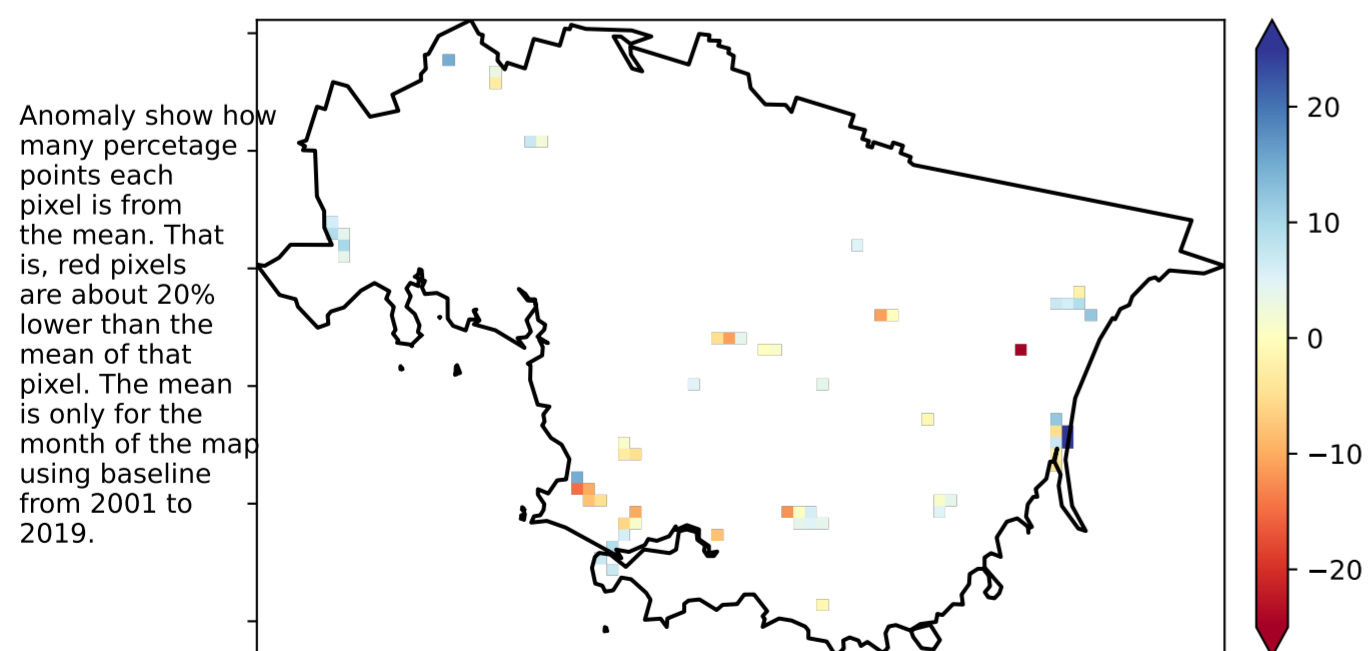 Anomaly show how
many percetage
points each
pixel is from
the mean. That
is, red pixels
are about 20%
lower than the
mean of that
pixel. The mean
is only for the
month of the map
using baseline
from 2001 to
2019.
20
10
0
−10
−20